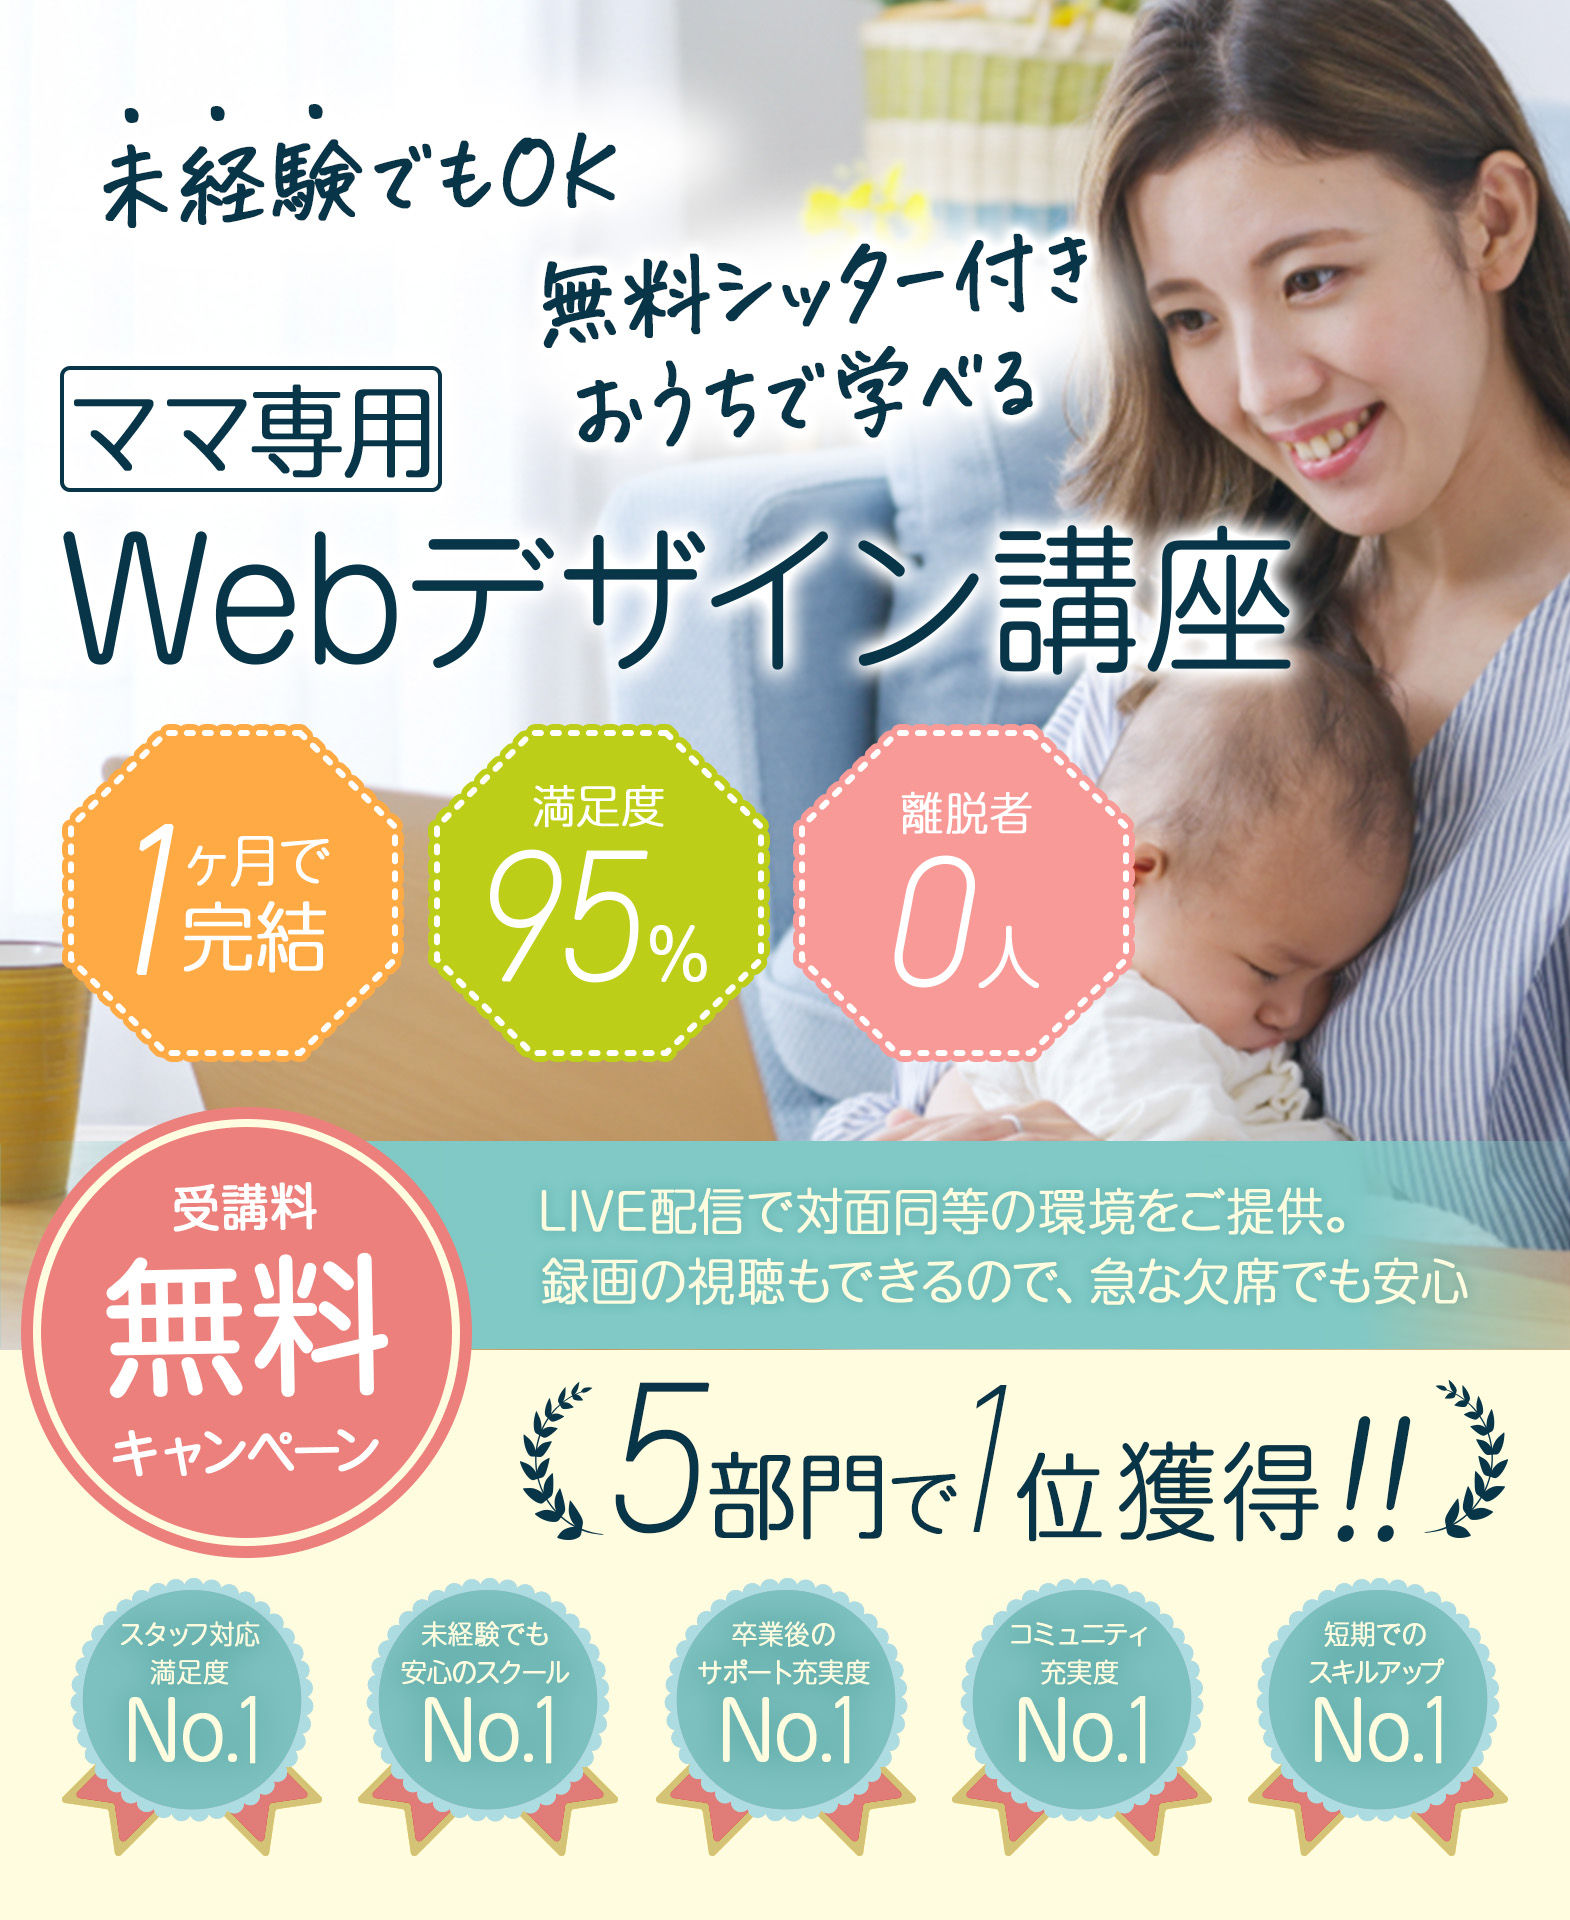 未経験でもOK
無料シッター付き
おうちで学べる
ママ専用
Webデザイン講座
1ヶ月で
完結
満足度
95%
離脱者
0人
受講料
無料
キャンペーン
LIVE配信で対面同等の環境をご提供。
録画の視聴もできるので、急な欠席でも安心
5部門で1位獲得!!
スタッフ対応
満足度
No.1
未経験でも
安心のスクール
No.1
卒業後の
サポート充実度
No.1
コミュニティ
充実度
No.1
短期での
スキルアップ
No.1